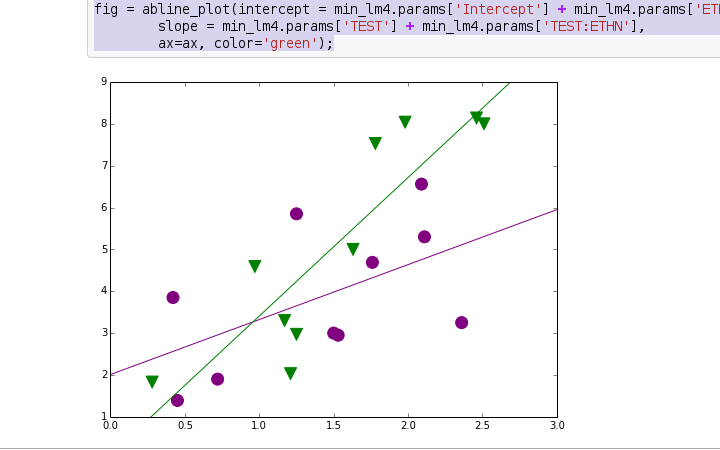 fig = abline_plot(intercept = min_lm4.params['Intercept'] + min_lm4.params['ET
slope = min_lm4.params['TEST'] + min_lm4.params['TEST:ETHN'],
ax=ax, color='green');
9
8
7
6
5
4
3
2
1
0.0 0.5 1.0 1.5 2.0 2.5 3.0